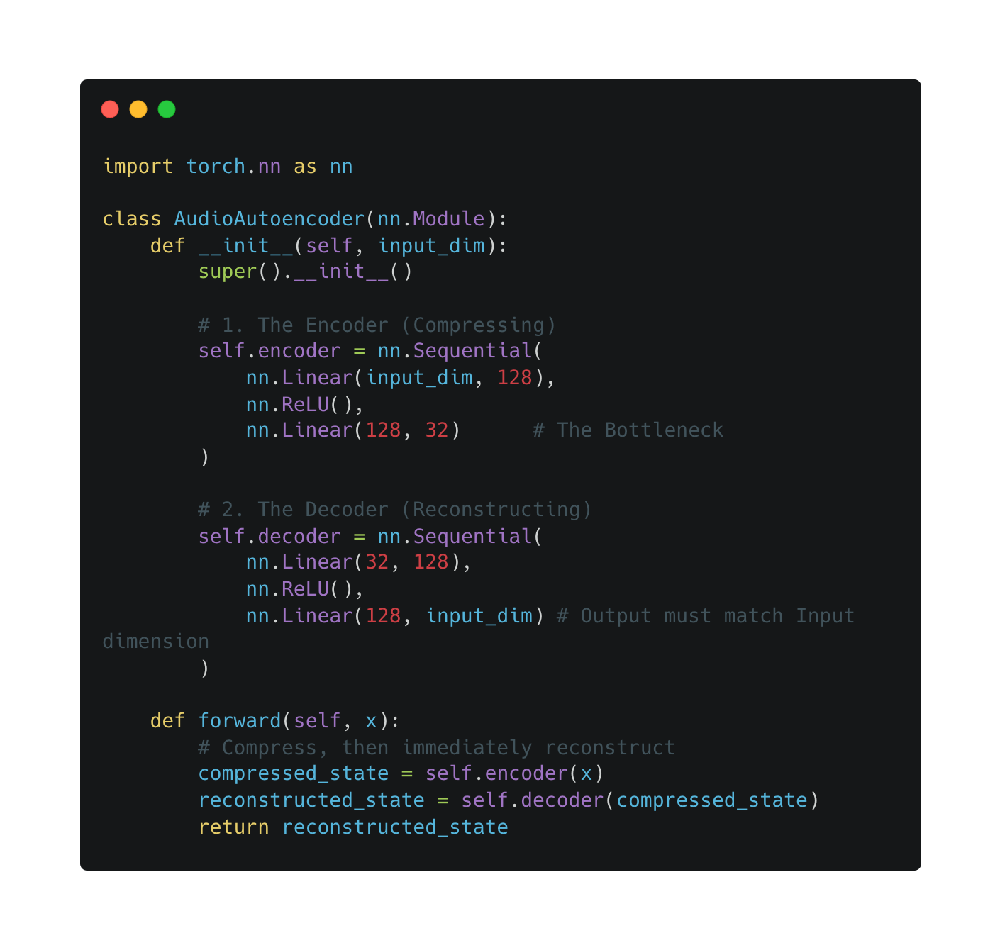 import torch.nn as nn

class AudioAutoencoder(nn.Module):
    def __init__(self, input_dim):
        super().__init__()

        # 1. The Encoder (Compressing)
        self.encoder = nn.Sequential(
            nn.Linear(input_dim, 128),
            nn.ReLU(),
            nn.Linear(128, 32)      # The Bottleneck
        )

        # 2. The Decoder (Reconstructing)
        self.decoder = nn.Sequential(
            nn.Linear(32, 128),
            nn.ReLU(),
            nn.Linear(128, input_dim) # Output must match Input
dimension
        )

    def forward(self, x):
        # Compress, then immediately reconstruct
        compressed_state = self.encoder(x)
        reconstructed_state = self.decoder(compressed_state)
        return reconstructed_state